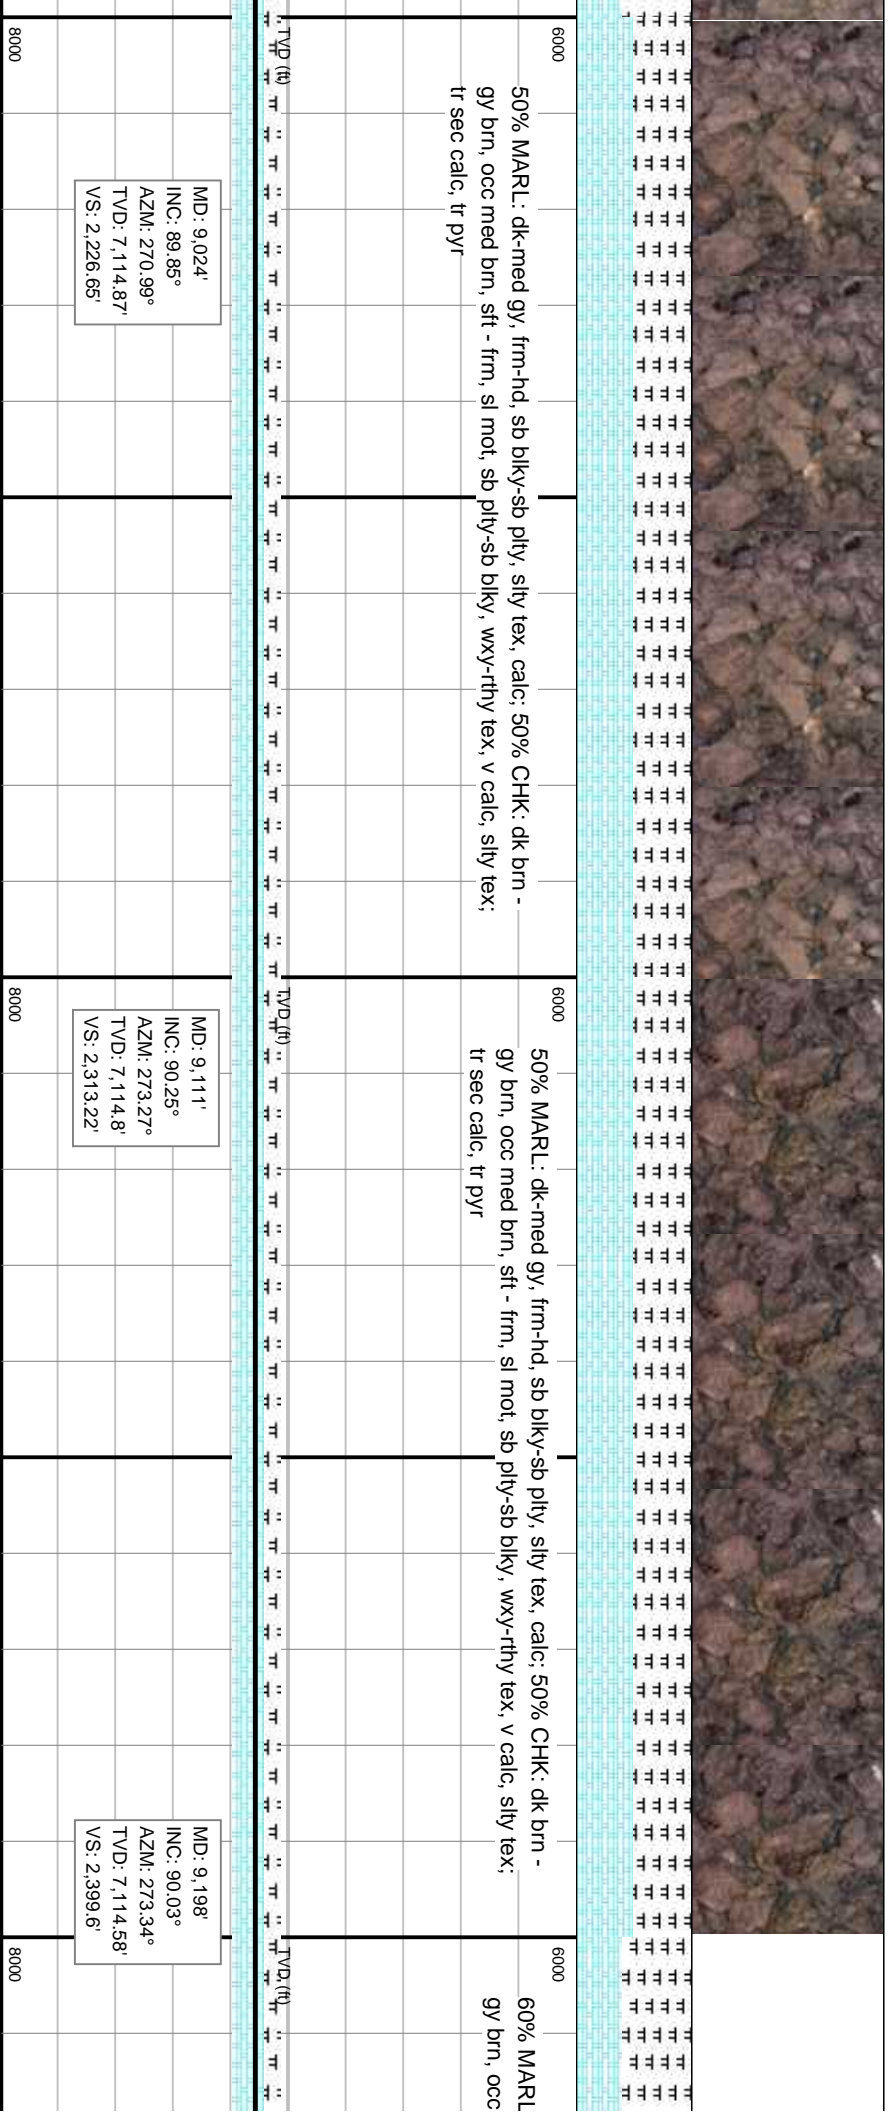 6000
TVD (ft)
8000
50% MARL: dk-med gy, frm-hd, sb blky-sb plty, slty tex, calc; 50% CHK: dk brn -
gy brn, occ med brn, sft - frm, sl mot, sb plty-sb blky, wxy-rthy tex, v calc, slty tex;
tr sec calc, tr pyr
MD: 9,024'
INC: 89.85°
AZM: 270.99°
TVD: 7,114.87'
VS: 2,226.65'
6000
TVD (ft)
8000
50% MARL: dk-med gy, frm-hd, sb blky-sb plty, slty tex, calc; 50% CHK: dk brn -
gy brn, occ med brn, sft - frm, sl mot, sb plty-sb blky, wxy-rthy tex, v calc, slty tex;
tr sec calc, tr pyr
MD: 9,111'
INC: 90.25°
AZM: 273.27°
TVD: 7,114.8'
VS: 2,313.22'
MD: 9,198'
INC: 90.03°
AZM: 273.34°
TVD: 7,114.58'
VS: 2,399.6'
6000
TVD (ft)
8000
60% MARL
gy brn, occ